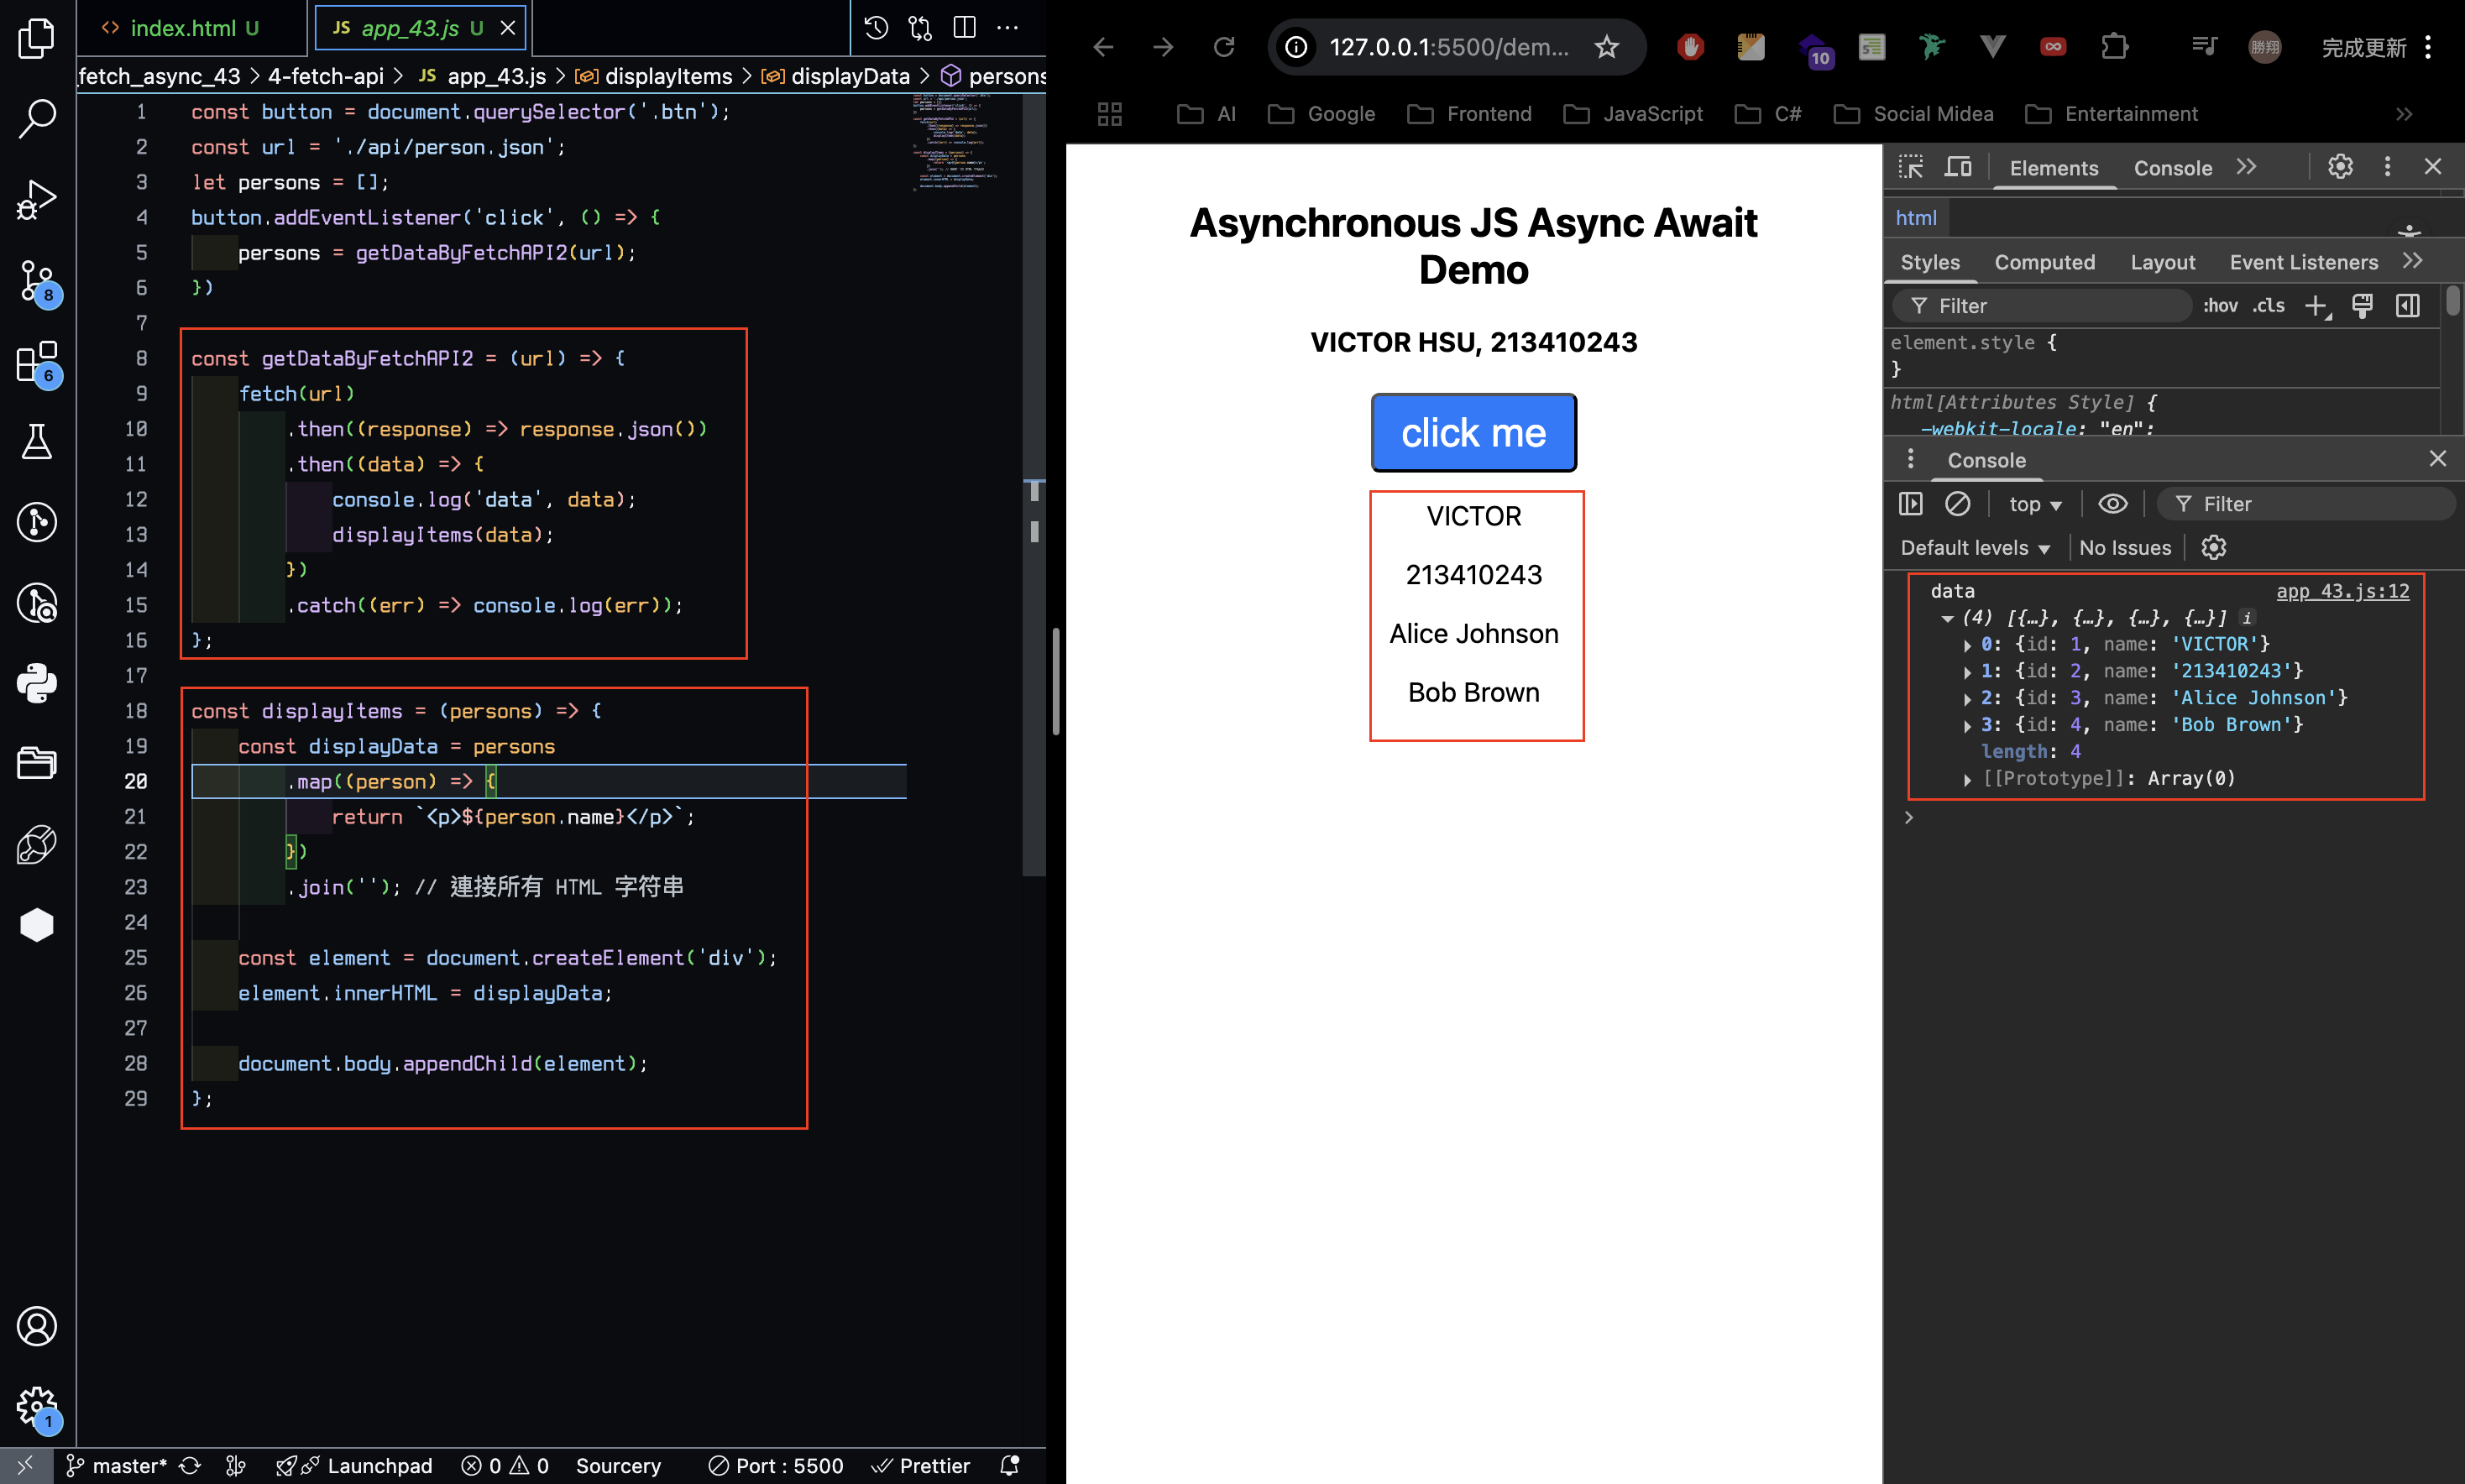 index.html U
JS app_43.js U
fetch_async_43 > 4-fetch-api > JS app_43.js > displayItems > displayData > persons
1 const button = document.querySelector('.btn');
2 const url = './api/person.json';
3 let persons = [];
4 button.addEventListener('click', () => {
5 persons = getDataByFetchAPI2(url);
6 })
7
8 const getDataByFetchAPI2 = (url) => {
9 fetch(url)
10 .then((response) => response.json())
11 .then((data) => {
12 console.log('data', data);
13 displayItems(data);
14 })
15 .catch((err) => console.log(err));
16 };
17
18 const displayItems = (persons) => {
19 const displayData = persons
20 .map((person) => {
21 return `<p>${person.name}</p>`;
22 })
23 .join(''); // 連接所有 HTML 字符串
24
25 const element = document.createElement('div');
26 element.innerHTML = displayData;
27
28 document.body.appendChild(element);
29 };
8
6
1
master* Launchpad 0 0 Sourcery Port : 5500 Prettier
127.0.0.1:5500/dem...
10
勝翔
完成更新
AI Google Frontend JavaScript C# Social Midea Entertainment
Asynchronous JS Async Await
Demo
VICTOR HSU, 213410243
click me
VICTOR
213410243
Alice Johnson
Bob Brown
Elements Console
html
Styles Computed Layout Event Listeners
Filter :hov .cls
element.style {
}
html[Attributes Style] {
-webkit-locale: "en";
Console
top Filter
Default levels No Issues
data app_43.js:12
(4) [{…}, {…}, {…}, {…}] i
0: {id: 1, name: 'VICTOR'}
1: {id: 2, name: '213410243'}
2: {id: 3, name: 'Alice Johnson'}
3: {id: 4, name: 'Bob Brown'}
length: 4
[[Prototype]]: Array(0)